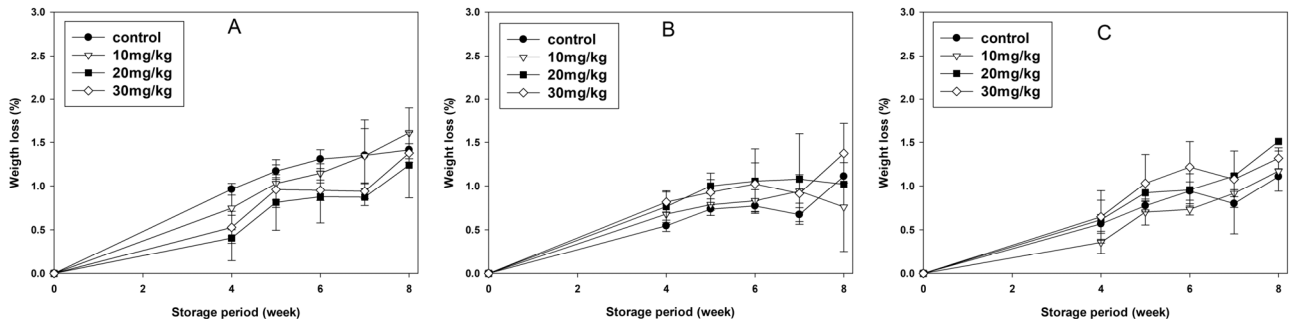 A
control
10mg/kg
20mg/kg
30mg/kg
3.0
2.5
2.0
1.5
1.0
0.5
0.0
Weigth loss (%)
0
2
4
6
8
Storage period (week)
B
control
10mg/kg
20mg/kg
30mg/kg
3.0
2.5
2.0
1.5
1.0
0.5
0.0
Weight loss (%)
0
2
4
6
8
Storage period (week)
C
control
10mg/kg
20mg/kg
30mg/kg
3.0
2.5
2.0
1.5
1.0
0.5
0.0
Weight loss (%)
0
2
4
6
8
Storage period (week)